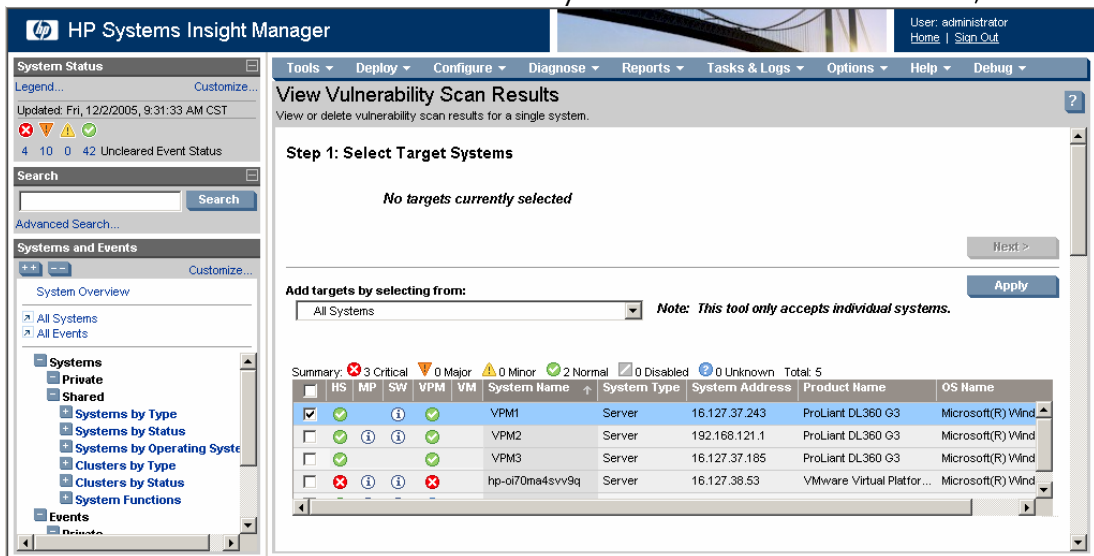 HP Systems Insight Manager
User: administrator
Home | Sign Out
System Status
Legend... Customize...
Updated: Fri, 12/2/2005, 9:31:33 AM CST
4 10 0 42 Uncleared Event Status
Search
Search
Advanced Search...
Systems and Events
++ -- Customize...
System Overview
All Systems
All Events
Systems
Private
Shared
Systems by Type
Systems by Status
Systems by Operating Syste
Clusters by Type
Clusters by Status
System Functions
Events
Private
Tools Deploy Configure Diagnose Reports Tasks & Logs Options Help Debug
View Vulnerability Scan Results
View or delete vulnerability scan results for a single system.
?
Step 1: Select Target Systems
No targets currently selected
Next >
Add targets by selecting from:
Apply
All Systems
Note: This tool only accepts individual systems.
Summary: 3 Critical 0 Major 0 Minor 2 Normal 0 Disabled 0 Unknown Total: 5
HS MP SW VPM VM System Name System Type System Address Product Name OS Name
VPM1 Server 16.127.37.243 ProLiant DL360 G3 Microsoft(R) Wind
VPM2 Server 192.168.121.1 ProLiant DL360 G3 Microsoft(R) Wind
VPM3 Server 16.127.37.185 ProLiant DL360 G3 Microsoft(R) Wind
hp-oi70ma4svv9q Server 16.127.38.53 VMware Virtual Platfor... Microsoft(R) Wind